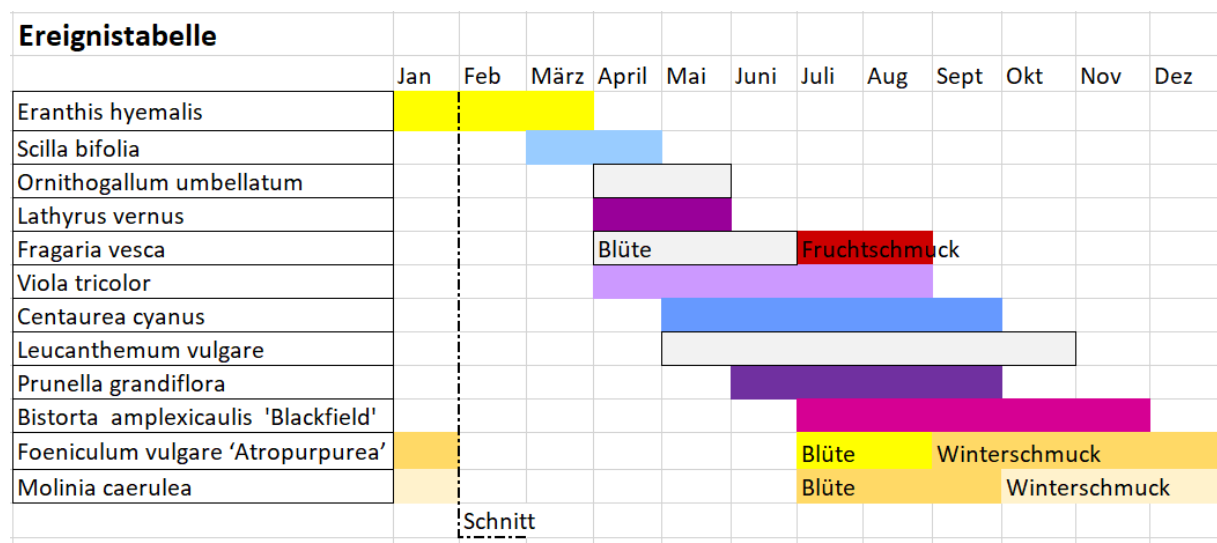 Ereignistabelle
Jan Feb März April Mai Juni Juli Aug Sept Okt Nov Dez
Eranthis hyemalis
Scilla bifolia
Ornithogallum umbellatum
Lathyrus vernus
Fragaria vesca Blüte Fruchtschmuck
Viola tricolor
Centaurea cyanus
Leucanthemum vulgare
Prunella grandiflora
Bistorta amplexicaulis 'Blackfield'
Foeniculum vulgare ‘Atropurpurea’ Blüte Winterschmuck
Molinia caerulea Blüte Winterschmuck
Schnitt